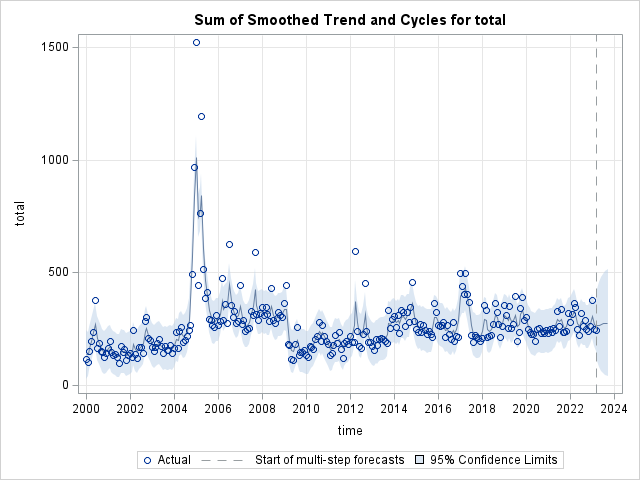 Sum of Smoothed Trend and Cycles for total
1500
1000
500
0
total
2000 2002 2004 2006 2008 2010 2012 2014 2016 2018 2020 2022 2024
time
Actual Start of multi-step forecasts 95% Confidence Limits